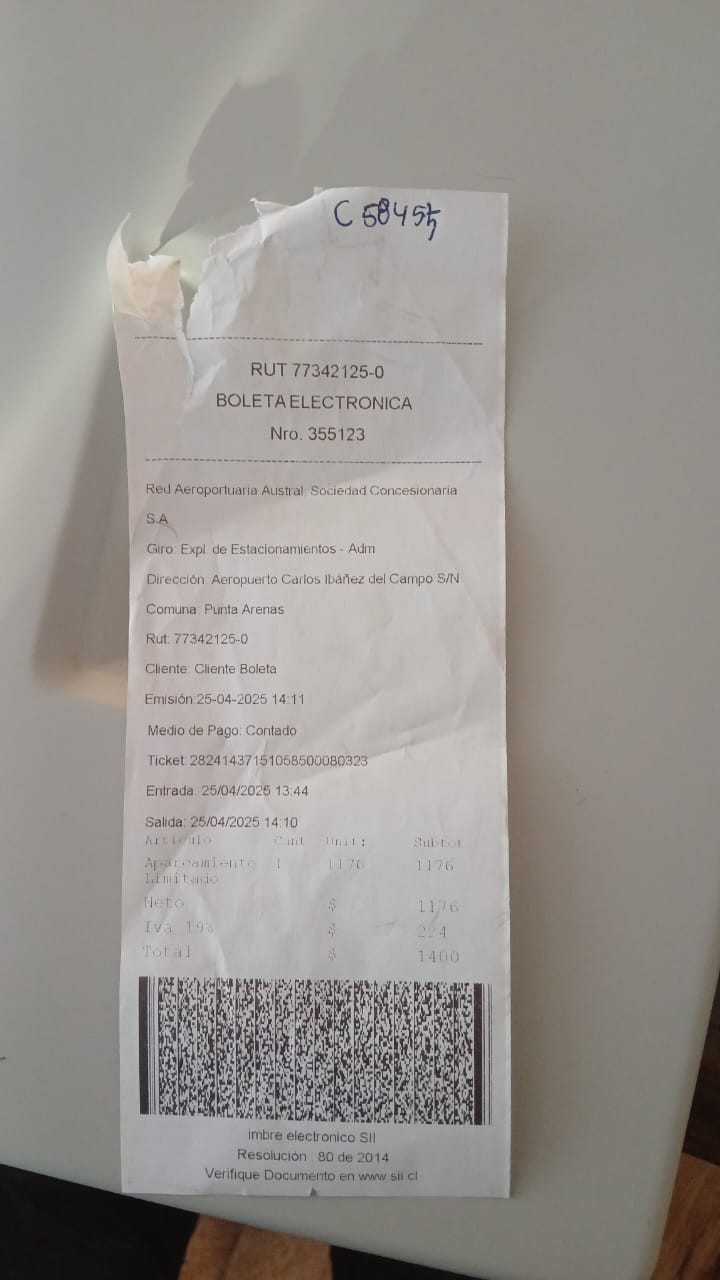 C 58455
RUT 77342125-0
BOLETA ELECTRONICA
Nro. 355123
Red Aeroportuaria Austral Sociedad Concesionaria
S.A.
Giro: Expl. de Estacionamientos - Adm
Dirección: Aeropuerto Carlos Ibáñez del Campo S/N
Comuna: Punta Arenas
Rut: 77342125-0
Cliente: Cliente Boleta
Emisión:25-04-2025 14:11
Medio de Pago: Contado
Ticket: 28241437151058500080323
Entrada: 25/04/2025 13:44
Salida: 25/04/2025 14:10
Articulo Cant Unit: Subtot
Aparcamiento 1 1176 1176
Limitado
Neto $ 1176
Iva 19% $ 224
Total $ 1400
imbre electronico SII
Resolución.: 80 de 2014
Verifique Documento en www.sii.cl